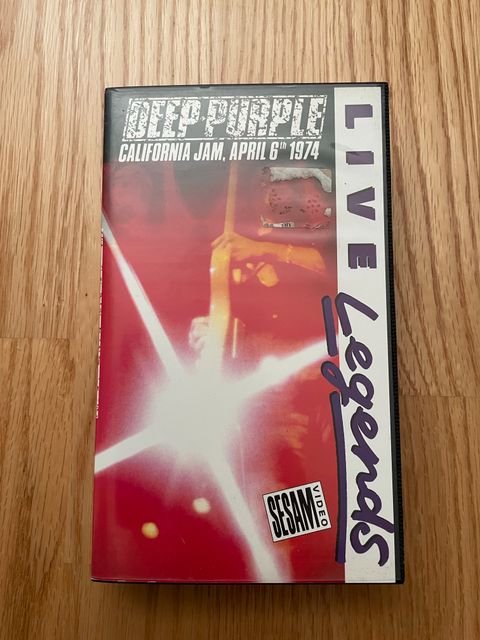 DEEP PURPLE
CALIFORNIA JAM, APRIL 6th 1974
LIVE Legends
SESAM
VIDEO